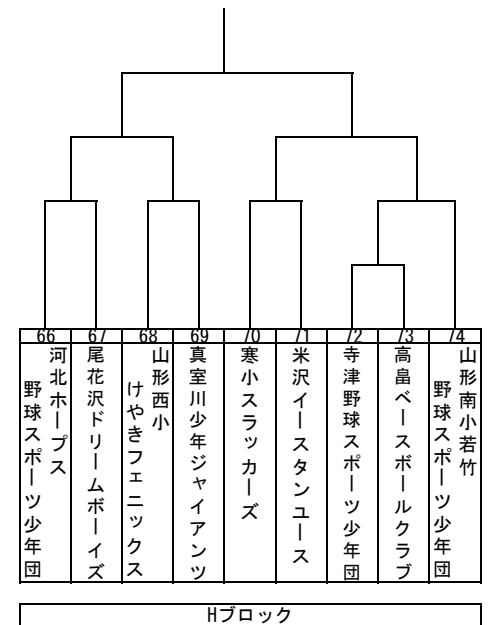 66
河北ホープス
野球スポーツ少年団
67
尾花沢ドリームボーイズ
68
山形西小
けやきフェニックス
69
真室川少年ジャイアンツ
70
寒小スラッカーズ
71
米沢イースタンユース
72
寺津野球スポーツ少年団
73
高畠ベースボールクラブ
74
山形南小若竹
野球スポーツ少年団
Hブロック